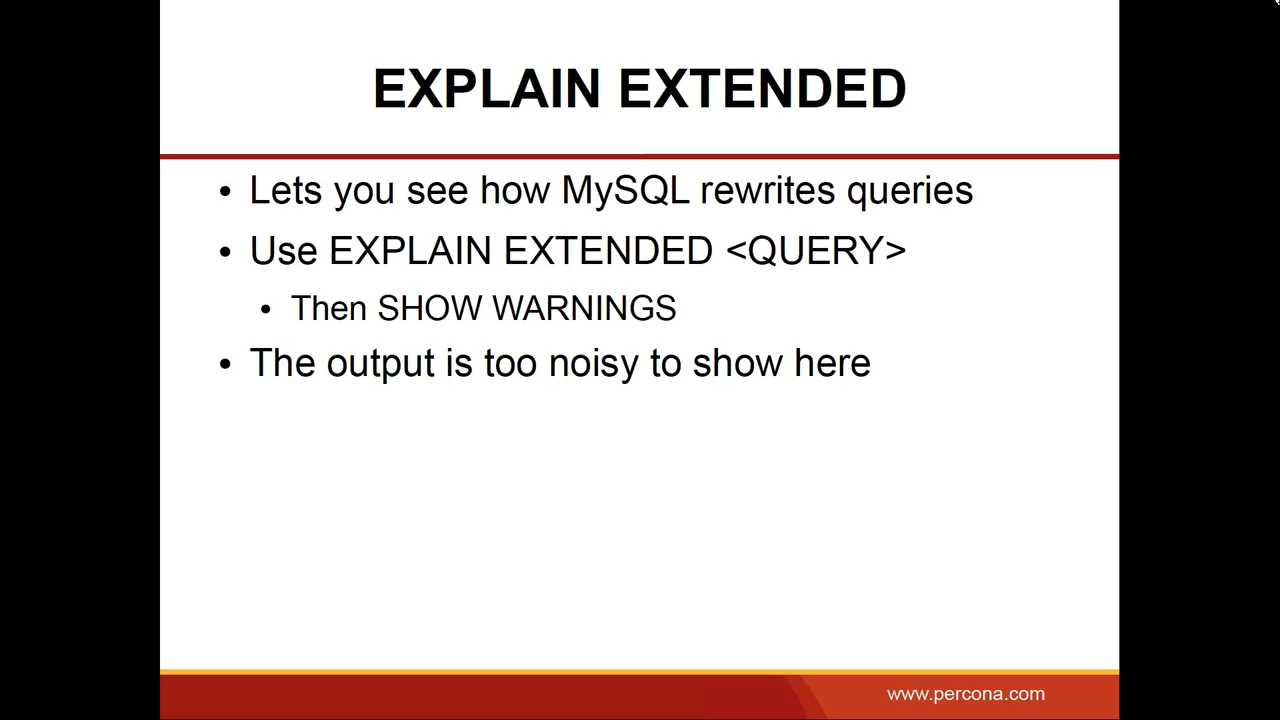 EXPLAIN EXTENDED
• Lets you see how MySQL rewrites queries
• Use EXPLAIN EXTENDED <QUERY>
• Then SHOW WARNINGS
• The output is too noisy to show here
www.percona.com